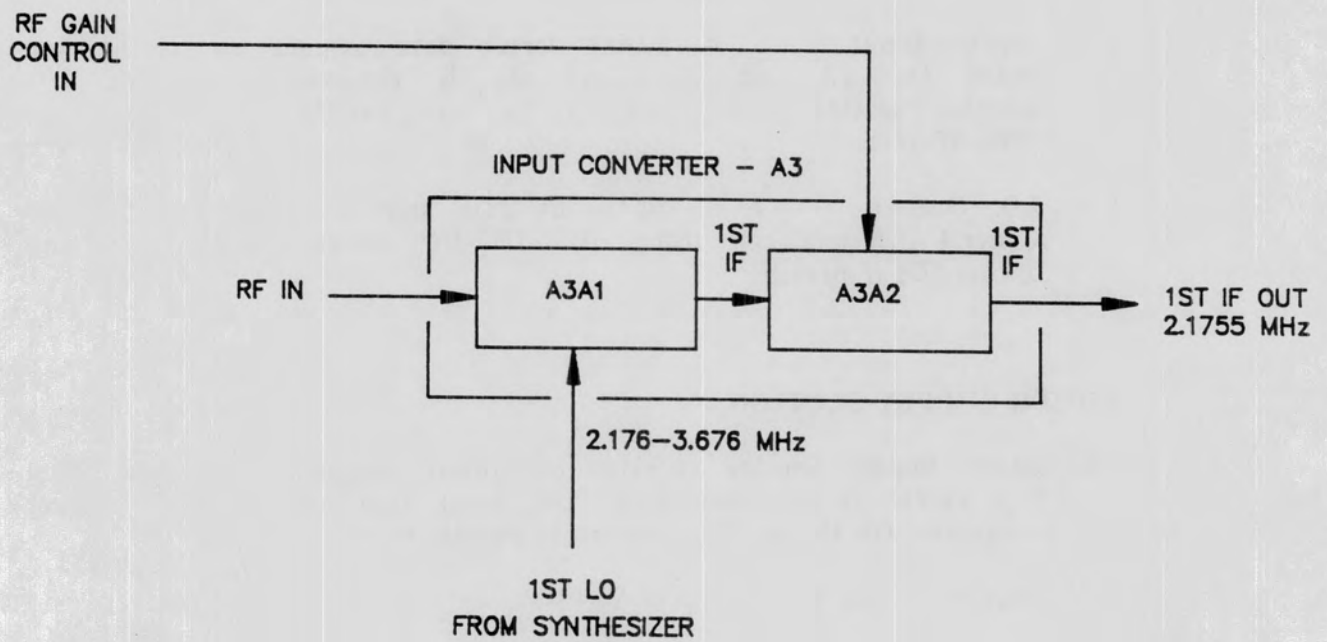 RF GAIN
CONTROL
IN
INPUT CONVERTER – A3
RF IN
A3A1
1ST
IF
A3A2
1ST
IF
1ST IF OUT
2.1755 MHz
2.176–3.676 MHz
1ST LO
FROM SYNTHESIZER